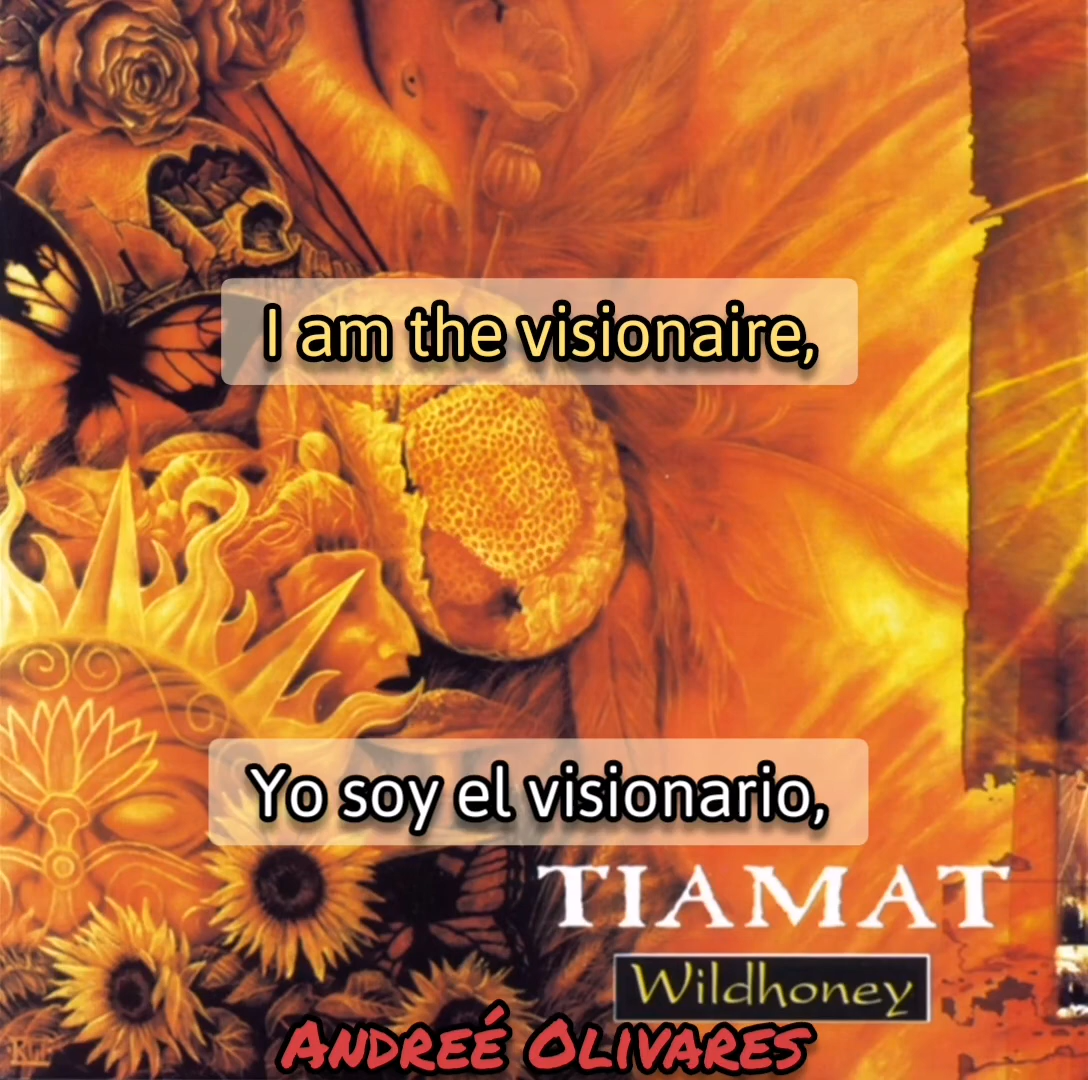 I am the visionaire,
Yo soy el visionario,
TIAMAT
Wildhoney
Andreé Olivares